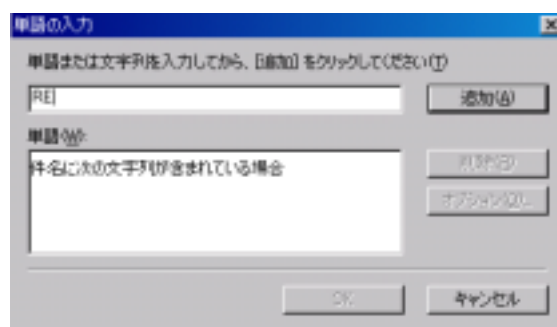 単語の入力
単語または文字列を入力してから、[追加] をクリックしてください(T)
RE
追加(A)
単語(W):
件名に次の文字列が含まれている場合
削除(R)
オプション(O)...
OK
キャンセル